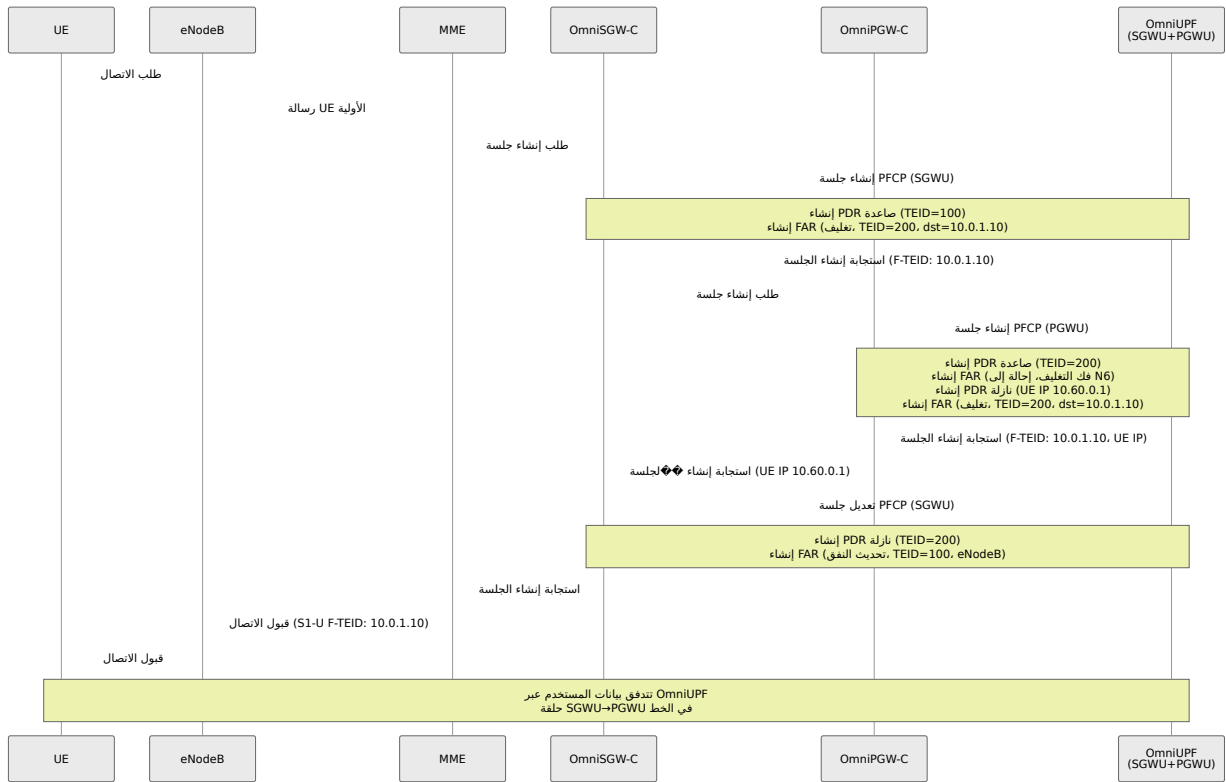 UE
eNodeB
MME
OmniSGW-C
OmniPGW-C
OmniUPF
(SGWU+PGWU)
طلب الاتصال
رسالة UE الأولية
طلب إنشاء جلسة
إنشاء جلسة PFCP (SGWU)
إنشاء PDR صاعدة (TEID=100)
إنشاء FAR (تغليف، TEID=200، dst=10.0.1.10)
استجابة إنشاء الجلسة (F-TEID: 10.0.1.10)
طلب إنشاء جلسة
إنشاء جلسة PFCP (PGWU)
إنشاء PDR صاعدة (TEID=200)
إنشاء FAR (فك التغليف، إحالة إلى N6)
إنشاء PDR نازلة (UE IP 10.60.0.1)
إنشاء FAR (تغليف، TEID=200، dst=10.0.1.10)
استجابة إنشاء الجلسة (F-TEID: 10.0.1.10، UE IP)
استجابة إنشاء ��لجلسة (UE IP 10.60.0.1)
تعديل جلسة PFCP (SGWU)
إنشاء PDR نازلة (TEID=200)
إنشاء FAR (تحديث النفق، TEID=100، eNodeB)
استجابة إنشاء الجلسة
قبول الاتصال (S1-U F-TEID: 10.0.1.10)
قبول الاتصال
تتدفق بيانات المستخدم عبر OmniUPF
حلقة SGWU→PGWU في الخط
UE
eNodeB
MME
OmniSGW-C
OmniPGW-C
OmniUPF
(SGWU+PGWU)